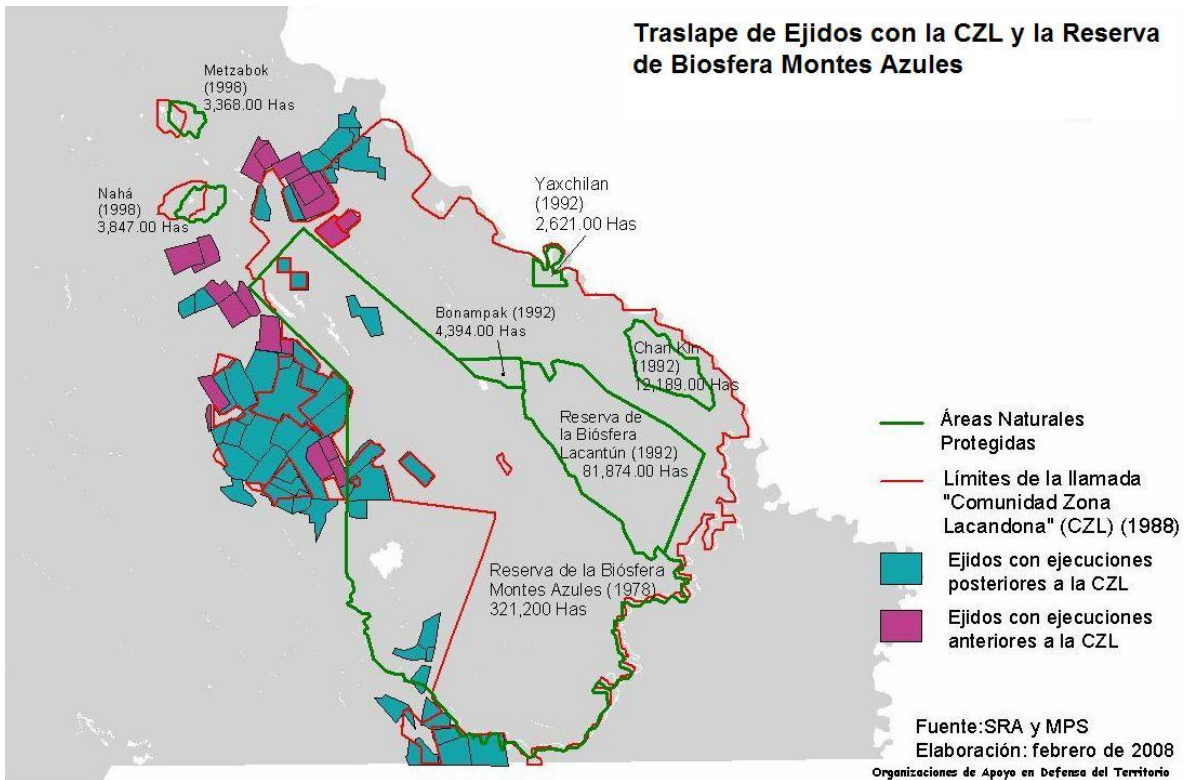 Traslape de Ejidos con la CZL y la Reserva
de Biosfera Montes Azules
Metzabok
(1998)
3,368.00 Has
Nahá
(1998)
3,847.00 Has
Yaxchilan
(1992)
2,621.00 Has
Bonampak (1992)
4,394.00 Has
Chan Kin
(1992)
12,189.00 Has
Reserva de
la Biósfera
Lacantún (1992)
81,874.00 Has
Reserva de la Biósfera
Montes Azules (1978)
321,200 Has
Áreas Naturales
Protegidas
Límites de la llamada
"Comunidad Zona
Lacandona" (CZL) (1988)
Ejidos con ejecuciones
posteriores a la CZL
Ejidos con ejecuciones
anteriores a la CZL
Fuente:SRA y MPS
Elaboración: febrero de 2008
Organizaciones de Apoyo en Defensa del Territorio